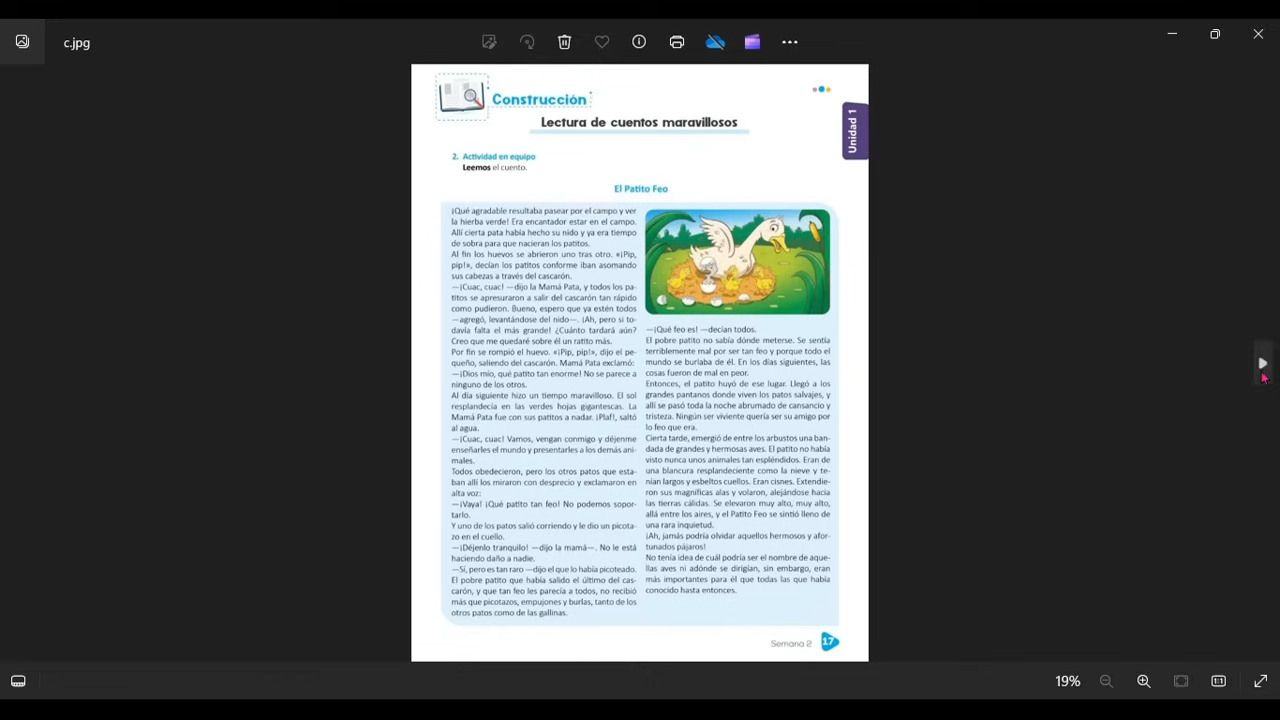 c.jpg
Construcción
Lectura de cuentos maravillosos
Unidad 1
2. Actividad en equipo
Leemos el cuento.
El Patito Feo
¡Qué agradable resultaba pasear por el campo y ver
la hierba verde! Era encantador estar en el campo.
Allí cierta pata había hecho su nido y ya era tiempo
de sobra para que nacieran los patitos.
Al fin los huevos se abrieron uno tras otro. «¡Pip,
pip!», decían los patitos conforme iban asomando
sus cabezas a través del cascarón.
—¡Cuac, cuac! —dijo la Mamá Pata, y todos los pa-
titos se apresuraron a salir del cascarón tan rápido
como pudieron. Bueno, espero que ya estén todos
—agregó, levantándose del nido—. ¡Ah, pero si to-
davía falta el más grande! ¿Cuánto tardará aún?
Creo que me quedaré sobre él un ratito más.
Por fin se rompió el huevo. «¡Pip, pip!», dijo el pe-
queño, saliendo del cascarón. Mamá Pata exclamó:
—¡Dios mío, qué patito tan enorme! No se parece a
ninguno de los otros.
Al día siguiente hizo un tiempo maravilloso. El sol
resplandecía en las verdes hojas gigantescas. La
Mamá Pata fue con sus patitos a nadar. ¡Plaf!, saltó
al agua.
—¡Cuac, cuac! Vamos, vengan conmigo y déjenme
enseñarles el mundo y presentarles a los demás ani-
males.
Todos obedecieron, pero los otros patos que esta-
ban allí los miraron con desprecio y exclamaron en
alta voz:
—¡Vaya! ¡Qué patito tan feo! No podemos sopor-
tarlo.
Y uno de los patos salió corriendo y le dio un picota-
zo en el cuello.
—¡Déjenlo tranquilo! —dijo la mamá—. No le está
haciendo daño a nadie.
—Sí, pero es tan raro —dijo el que lo había picoteado.
El pobre patito que había salido el último del cas-
carón, y que tan feo les parecía a todos, no recibió
más que picotazos, empujones y burlas, tanto de los
otros patos como de las gallinas.
—¡Qué feo es! —decían todos.
El pobre patito no sabía dónde meterse. Se sentía
terriblemente mal por ser tan feo y porque todo el
mundo se burlaba de él. En los días siguientes, las
cosas fueron de mal en peor.
Entonces, el patito huyó de ese lugar. Llegó a los
grandes pantanos donde viven los patos salvajes, y
allí se pasó toda la noche abrumado de cansancio y
tristeza. Ningún ser viviente quería ser su amigo por
lo feo que era.
Cierta tarde, emergió de entre los arbustos una ban-
dada de grandes y hermosas aves. El patito no había
visto nunca unos animales tan espléndidos. Eran de
una blancura resplandeciente como la nieve y te-
nían largos y esbeltos cuellos. Eran cisnes. Extendie-
ron sus magníficas alas y volaron, alejándose hacia
las tierras cálidas. Se elevaron muy alto, muy alto,
allá entre los aires, y el Patito Feo se sintió lleno de
una rara inquietud.
¡Ah, jamás podría olvidar aquellos hermosos y afor-
tunados pájaros!
No tenía idea de cuál podría ser el nombre de aque-
llas aves ni adónde se dirigían, sin embargo, eran
más importantes para él que todas las que había
conocido hasta entonces.
Semana 2
17
19%